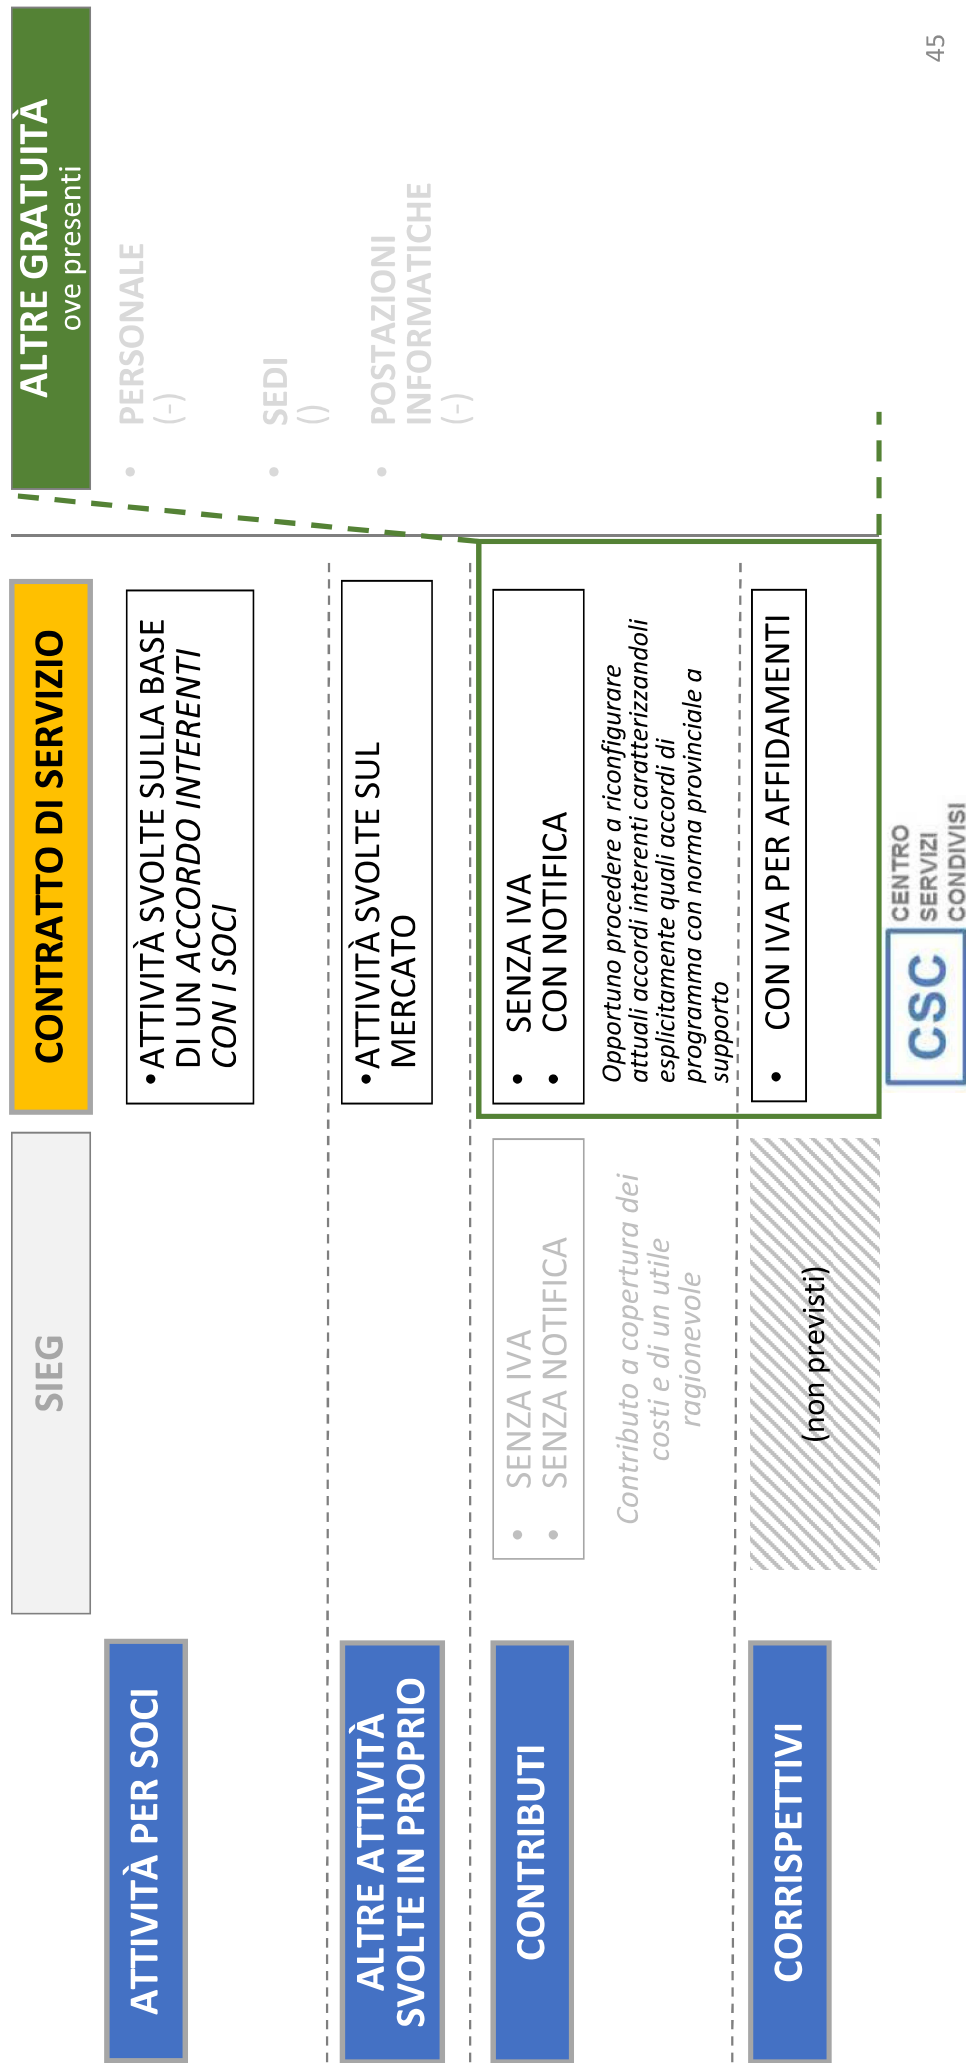 SIEG
CONTRATTO DI SERVIZIO
ALTRE GRATUITÀ
ove presenti
ATTIVITÀ PER SOCI
•ATTIVITÀ SVOLTE SULLA BASE
DI UN ACCORDO INTERENTI
CON I SOCI
• PERSONALE
(-)
• SEDI
()
• POSTAZIONI
INFORMATICHE
(-)
ALTRE ATTIVITÀ
SVOLTE IN PROPRIO
•ATTIVITÀ SVOLTE SUL
MERCATO
CONTRIBUTI
• SENZA IVA
• SENZA NOTIFICA
Contributo a copertura dei
costi e di un utile
ragionevole
• SENZA IVA
• CON NOTIFICA
Opportuno procedere a riconfigurare
attuali accordi interenti caratterizzandoli
esplicitamente quali accordi di
programma con norma provinciale a
supporto
CORRISPETTIVI
(non previsti)
• CON IVA PER AFFIDAMENTI
CSC
CENTRO
SERVIZI
CONDIVISI
45